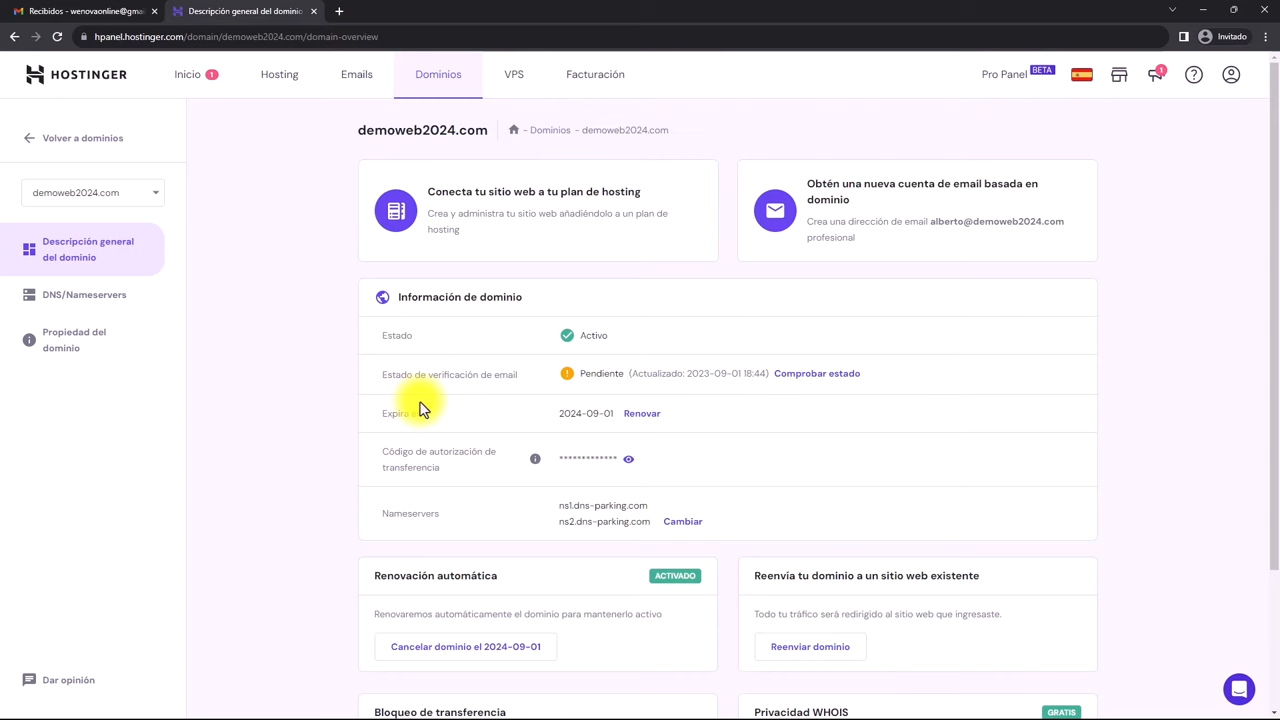 Recibidos - wenovaonline@gmai
Descripción general del dominio
hpanel.hostinger.com/domain/demoweb2024.com/domain-overview
Invitado
HOSTINGER
Inicio 1
Hosting
Emails
Dominios
VPS
Facturación
Pro Panel BETA
1
Volver a dominios
demoweb2024.com
Descripción general
del dominio
DNS/Nameservers
Propiedad del
dominio
Dar opinión
demoweb2024.com
- Dominios - demoweb2024.com
Conecta tu sitio web a tu plan de hosting
Crea y administra tu sitio web añadiéndolo a un plan de
hosting
Obtén una nueva cuenta de email basada en
dominio
Crea una dirección de email alberto@demoweb2024.com
profesional
Información de dominio
Estado
Activo
Estado de verificación de email
Pendiente (Actualizado: 2023-09-01 18:44) Comprobar estado
Expira
2024-09-01 Renovar
Código de autorización de
transferencia
*************
Nameservers
ns1.dns-parking.com
ns2.dns-parking.com Cambiar
Renovación automática
ACTIVADO
Renovaremos automáticamente el dominio para mantenerlo activo
Cancelar dominio el 2024-09-01
Reenvía tu dominio a un sitio web existente
Todo tu tráfico será redirigido al sitio web que ingresaste.
Reenviar dominio
Bloqueo de transferencia
Privacidad WHOIS
GRATIS